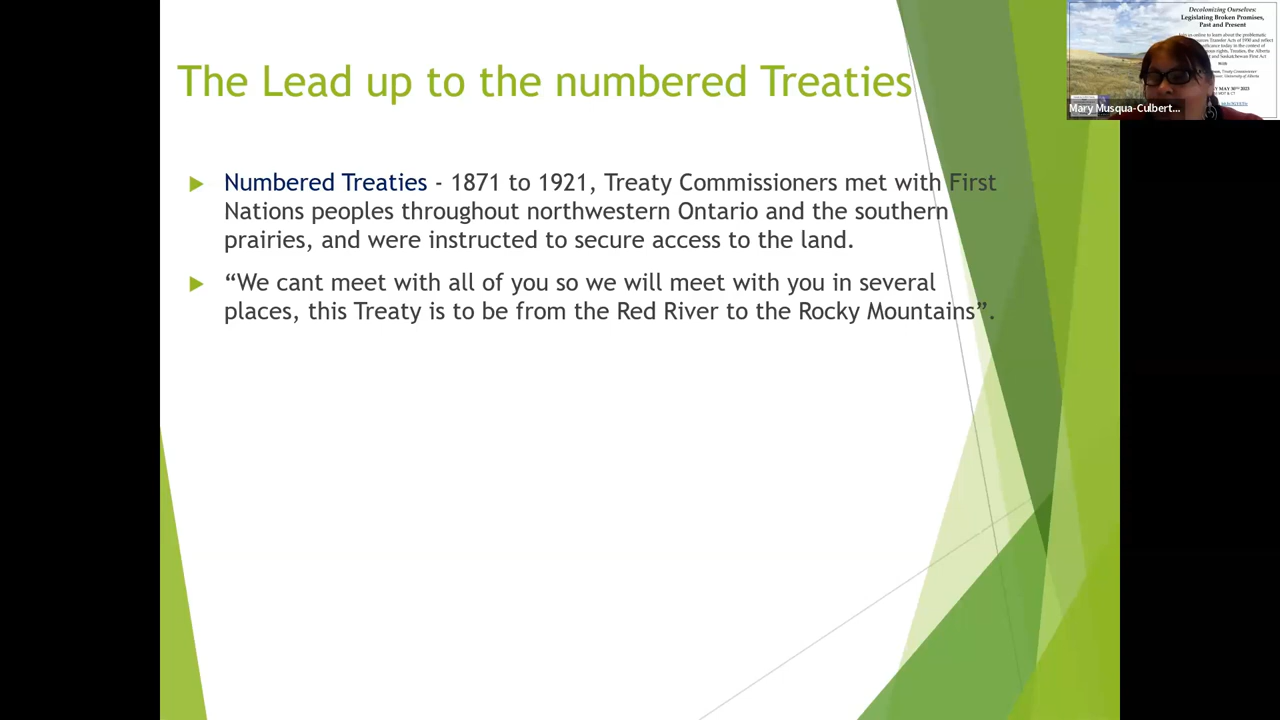 The Lead up to the numbered Treaties
Numbered Treaties - 1871 to 1921, Treaty Commissioners met with First
Nations peoples throughout northwestern Ontario and the southern
prairies, and were instructed to secure access to the land.
“We cant meet with all of you so we will meet with you in several
places, this Treaty is to be from the Red River to the Rocky Mountains”.
Decolonizing Ourselves:
Legislating Broken Promises,
Past and Present
Mary Musqua-Culbert...